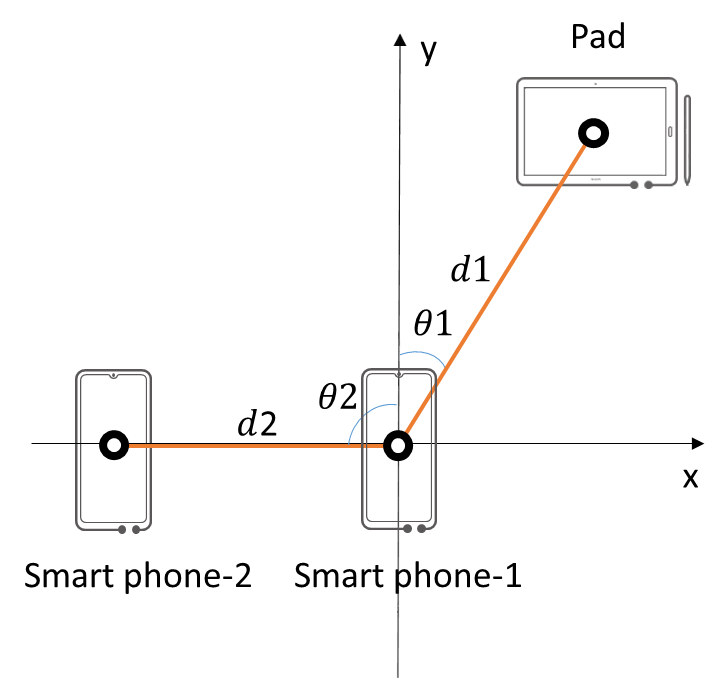 Pad
y
d1
θ1
θ2
d2
x
Smart phone-2
Smart phone-1